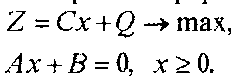 Z = Cx + Q → max,
Ax + B = 0, x ≥ 0.